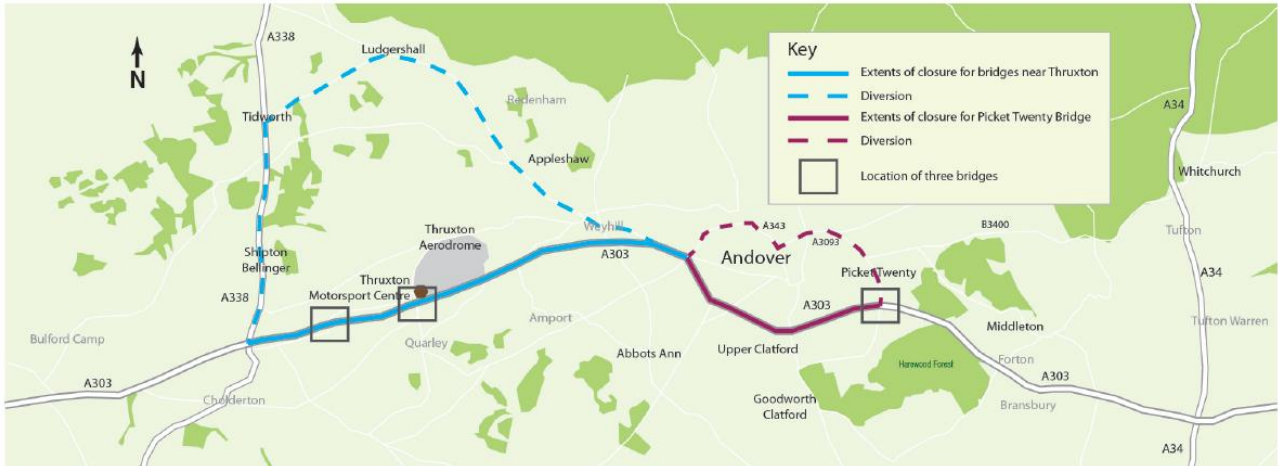 A338
Ludgershall
N
Tidworth
Redenham
Appleshaw
Shipton
Bellinger
A338
Thruxton
Aerodrome
Thruxton
Motorsport Centre
Weyhill
A303
Andover
A343
A3093
B3400
Picket Twenty
A303
Key
Extents of closure for bridges near Thruxton
Diversion
Extents of closure for Picket Twenty Bridge
Diversion
Location of three bridges
A34
Whitchurch
Tufton
A34
Tufton Warren
Bulford Camp
A303
Cholderton
Quarley
Amport
Abbots Ann
Upper Clatford
Goodworth
Clatford
Harewood Forest
Middleton
Forton
A303
Bransbury
A34